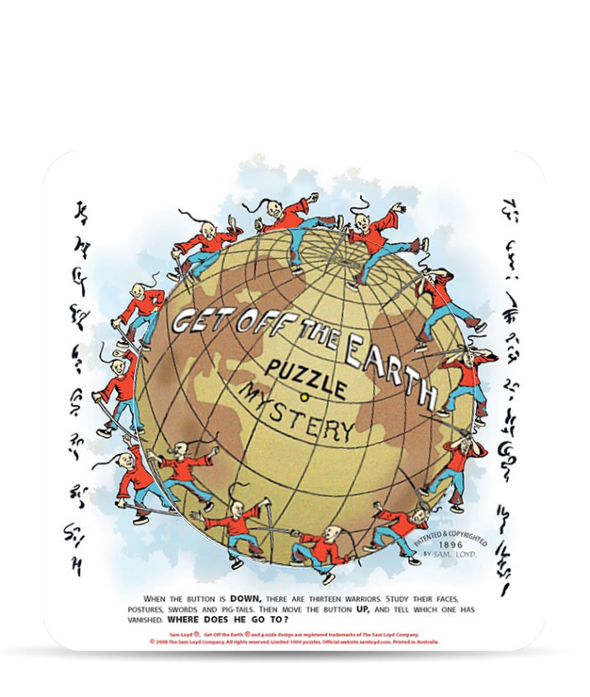 GET OFF THE EARTH
PUZZLE
MYSTERY
PATENTED & COPYRIGHTED
1896
BY SAM. LOYD.
WHEN THE BUTTON IS DOWN, THERE ARE THIRTEEN WARRIORS. STUDY THEIR FACES,
POSTURES, SWORDS AND PIG-TAILS. THEN MOVE THE BUTTON UP, AND TELL WHICH ONE HAS
VANISHED. WHERE DOES HE GO TO?
Sam Loyd ®, Get Off the Earth ® and puzzle design are registered trademarks of The Sam Loyd Company.
© 2008 The Sam Loyd Company. All rights reserved. Limited 1000 puzzles. Official website samloyd.com. Printed in Australia.